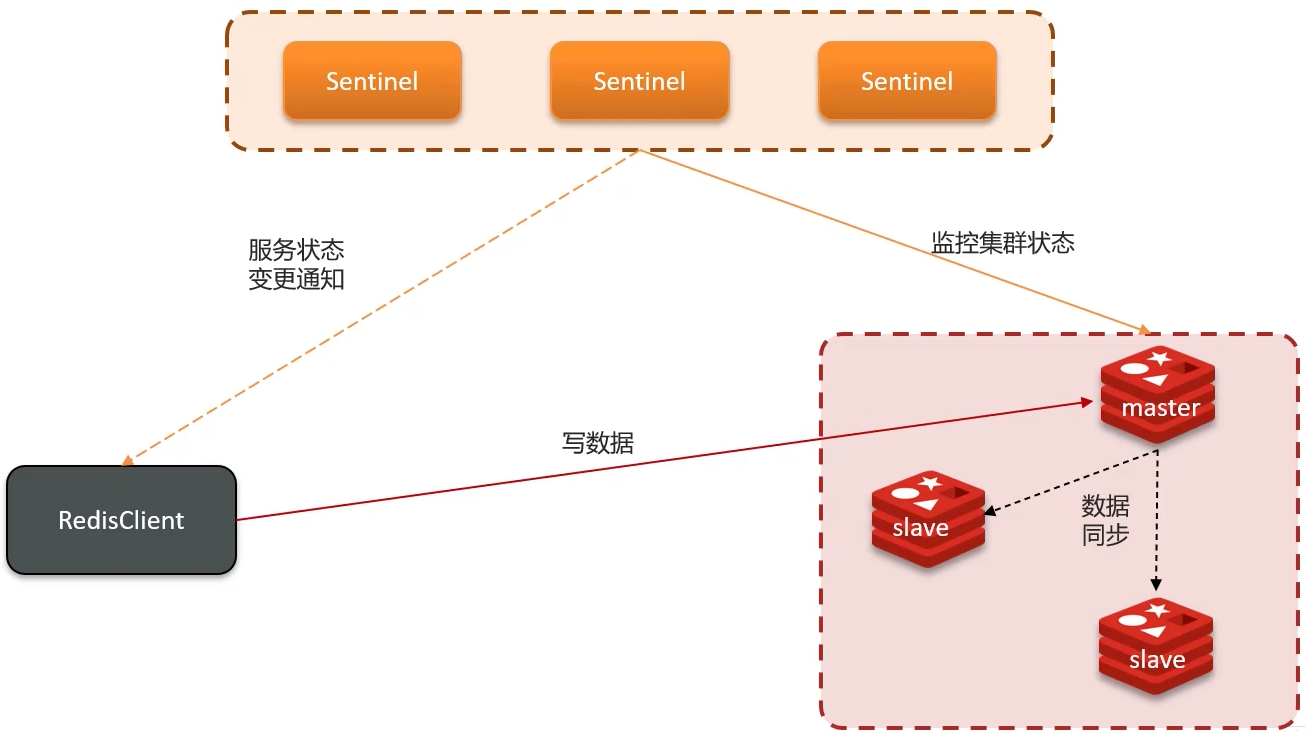 Sentinel
Sentinel
Sentinel
服务状态
变更通知
监控集群状态
master
写数据
slave
数据
同步
RedisClient
slave